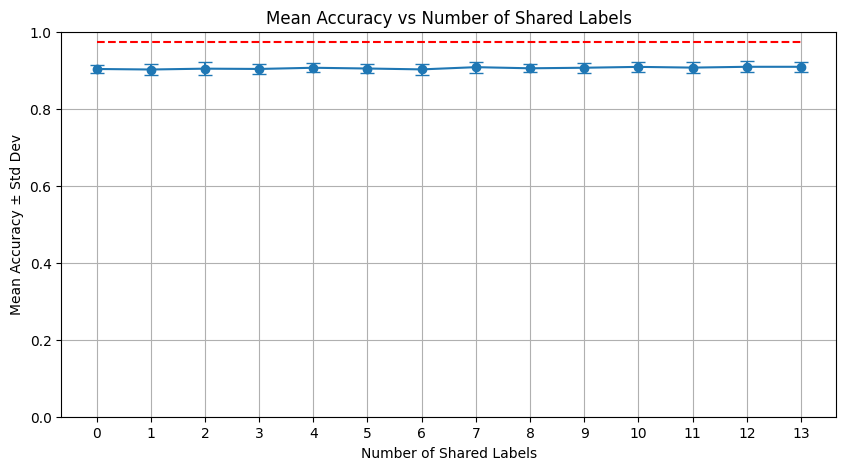 Mean Accuracy vs Number of Shared Labels
1.0
0.8
0.6
0.4
0.2
0.0
Mean Accuracy ± Std Dev
0 1 2 3 4 5 6 7 8 9 10 11 12 13
Number of Shared Labels